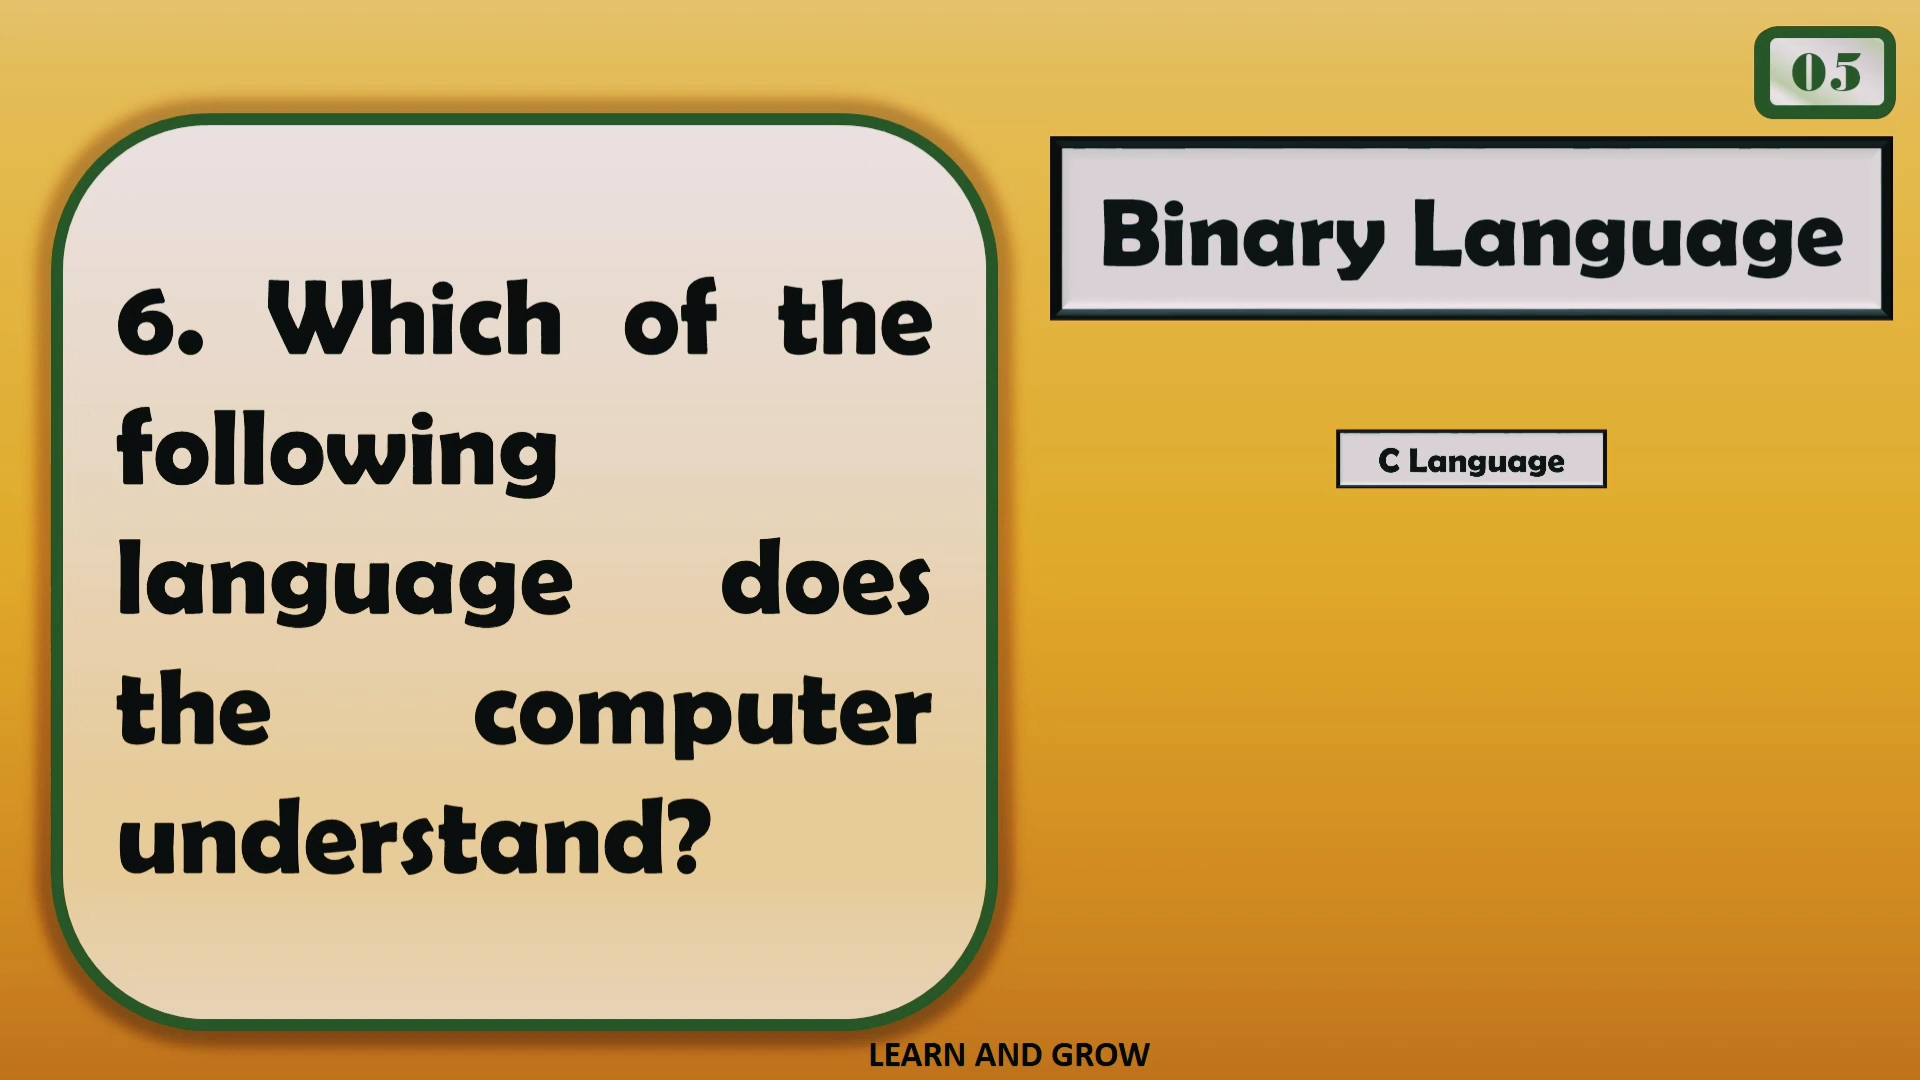 05
6. Which of the
following
language does
the computer
understand?
Binary Language
C Language
LEARN AND GROW